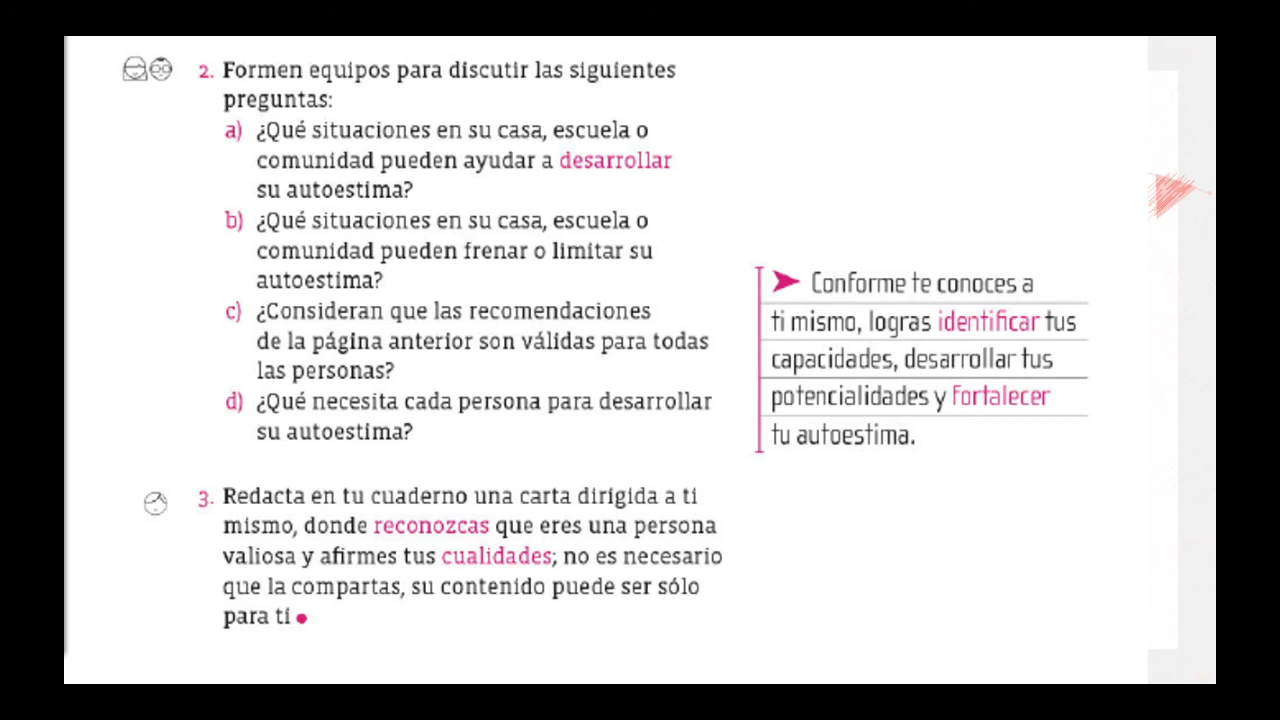 2. Formen equipos para discutir las siguientes
preguntas:
a) ¿Qué situaciones en su casa, escuela o
comunidad pueden ayudar a desarrollar
su autoestima?
b) ¿Qué situaciones en su casa, escuela o
comunidad pueden frenar o limitar su
autoestima?
c) ¿Consideran que las recomendaciones
de la página anterior son válidas para todas
las personas?
d) ¿Qué necesita cada persona para desarrollar
su autoestima?
3. Redacta en tu cuaderno una carta dirigida a ti
mismo, donde reconozcas que eres una persona
valiosa y afirmes tus cualidades; no es necesario
que la compartas, su contenido puede ser sólo
para ti
Conforme te conoces a
ti mismo, logras identificar tus
capacidades, desarrollar tus
potencialidades y fortalecer
tu autoestima.